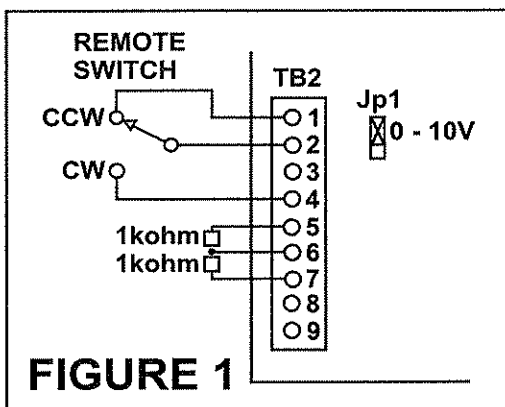 REMOTE
SWITCH
TB2
Jp1
CCW
CW
0 - 10V
1
2
3
4
5
6
7
8
9
1kohm
1kohm
FIGURE 1